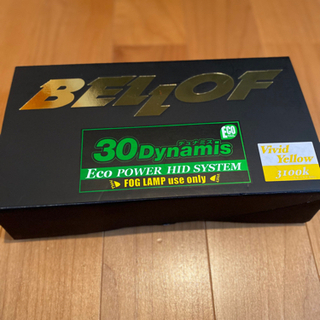 BELLOF
ECO
30 Dynamis
Eco POWER HID SYSTEM
FOG LAMP use only
Vivid
Yellow
3100k